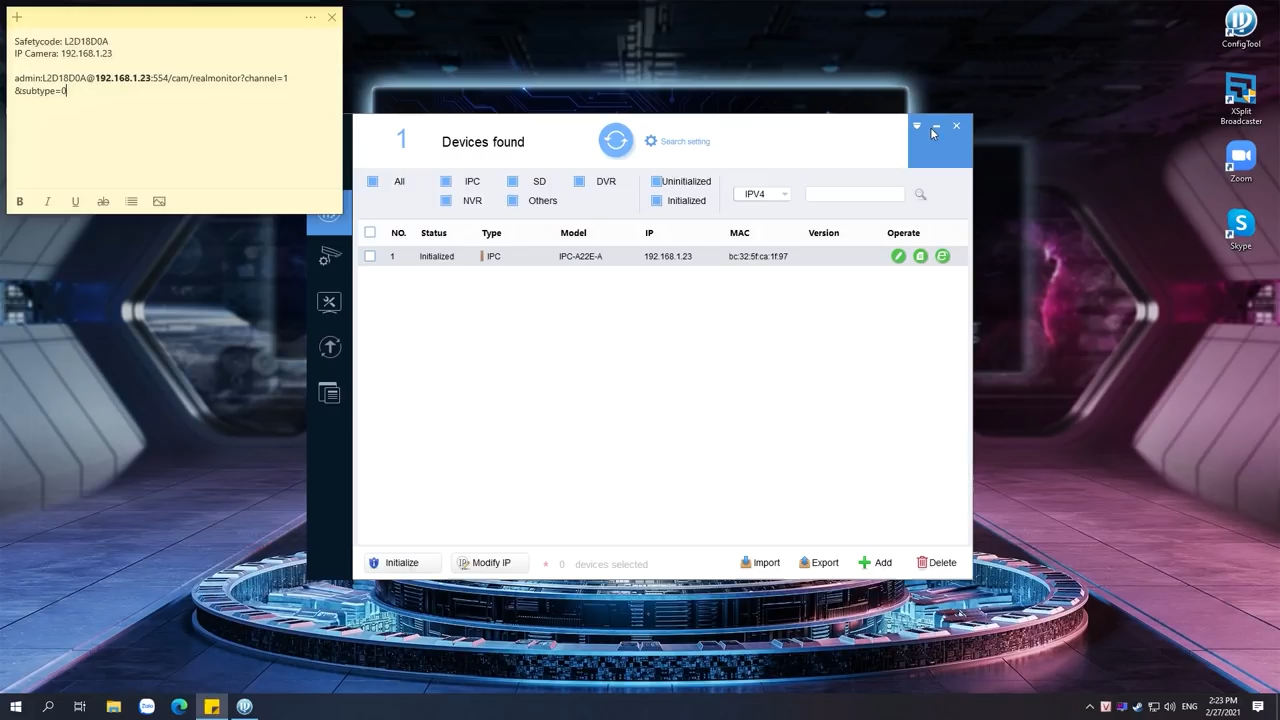 Safetycode: L2D18D0A
IP Camera: 192.168.1.23
admin:L2D18D0A@192.168.1.23:554/cam/realmonitor?channel=1
&subtype=0
1 Devices found
Search setting
All IPC SD DVR Uninitialized
NVR Others Initialized
IPV4
NO. Status Type Model IP MAC Version Operate
1 Initialized IPC IPC-A22E-A 192.168.1.23 bc:32:5f:ca:1f:97
Initialize Modify IP * 0 devices selected Import Export Add Delete
ConfigTool
XSplit
Broadcaster
Zoom
Skype
Zalo
ENG
2:23 PM
2/27/2021